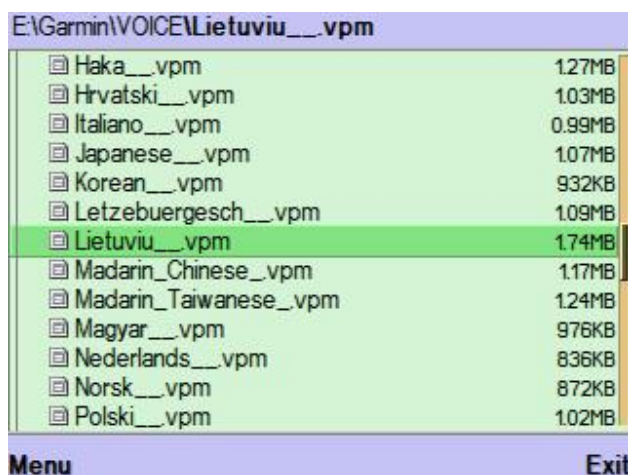 E:\Garmin\VOICE\Lietuviu__.vpm
Haka__.vpm 1.27MB
Hrvatski__.vpm 1.03MB
Italiano__.vpm 0.99MB
Japanese__.vpm 1.07MB
Korean__.vpm 932KB
Letzebuergesch__.vpm 1.09MB
Lietuviu__.vpm 1.74MB
Madarin_Chinese_.vpm 1.17MB
Madarin_Taiwanese_.vpm 1.24MB
Magyar__.vpm 976KB
Nederlands__.vpm 836KB
Norsk__.vpm 872KB
Polski__.vpm 1.02MB
Menu Exit